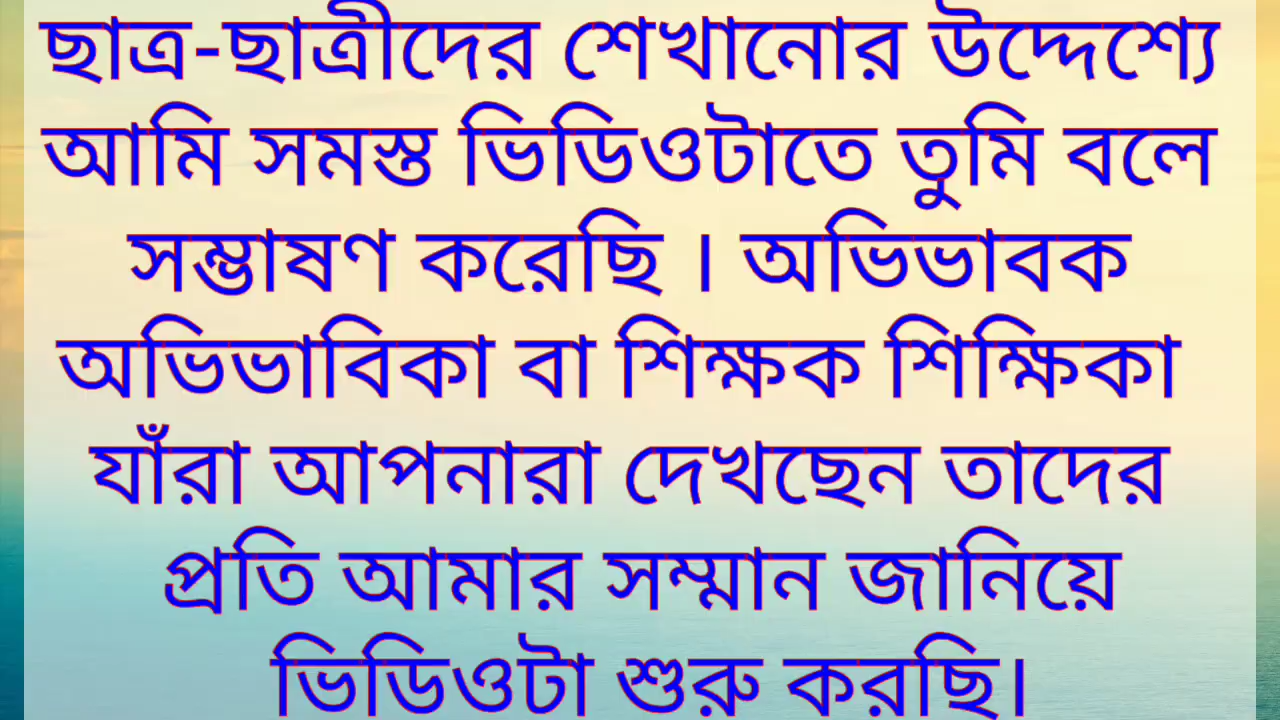 ছাত্র-ছাত্রীদের শেখানোর উদ্দেশ্যে
আমি সমস্ত ভিডিওটাতে তুমি বলে
সম্ভাষণ করেছি । অভিভাবক
অভিভাবিকা বা শিক্ষক শিক্ষিকা
যাঁরা আপনারা দেখছেন তাদের
প্রতি আমার সম্মান জানিয়ে
ভিডিওটা শুরু করছি।